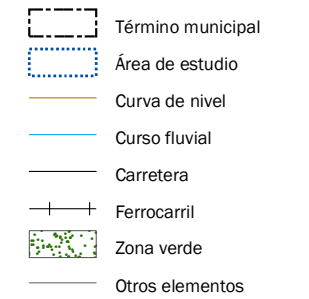 Término municipal
Área de estudio
Curva de nivel
Curso fluvial
Carretera
Ferrocarril
Zona verde
Otros elementos